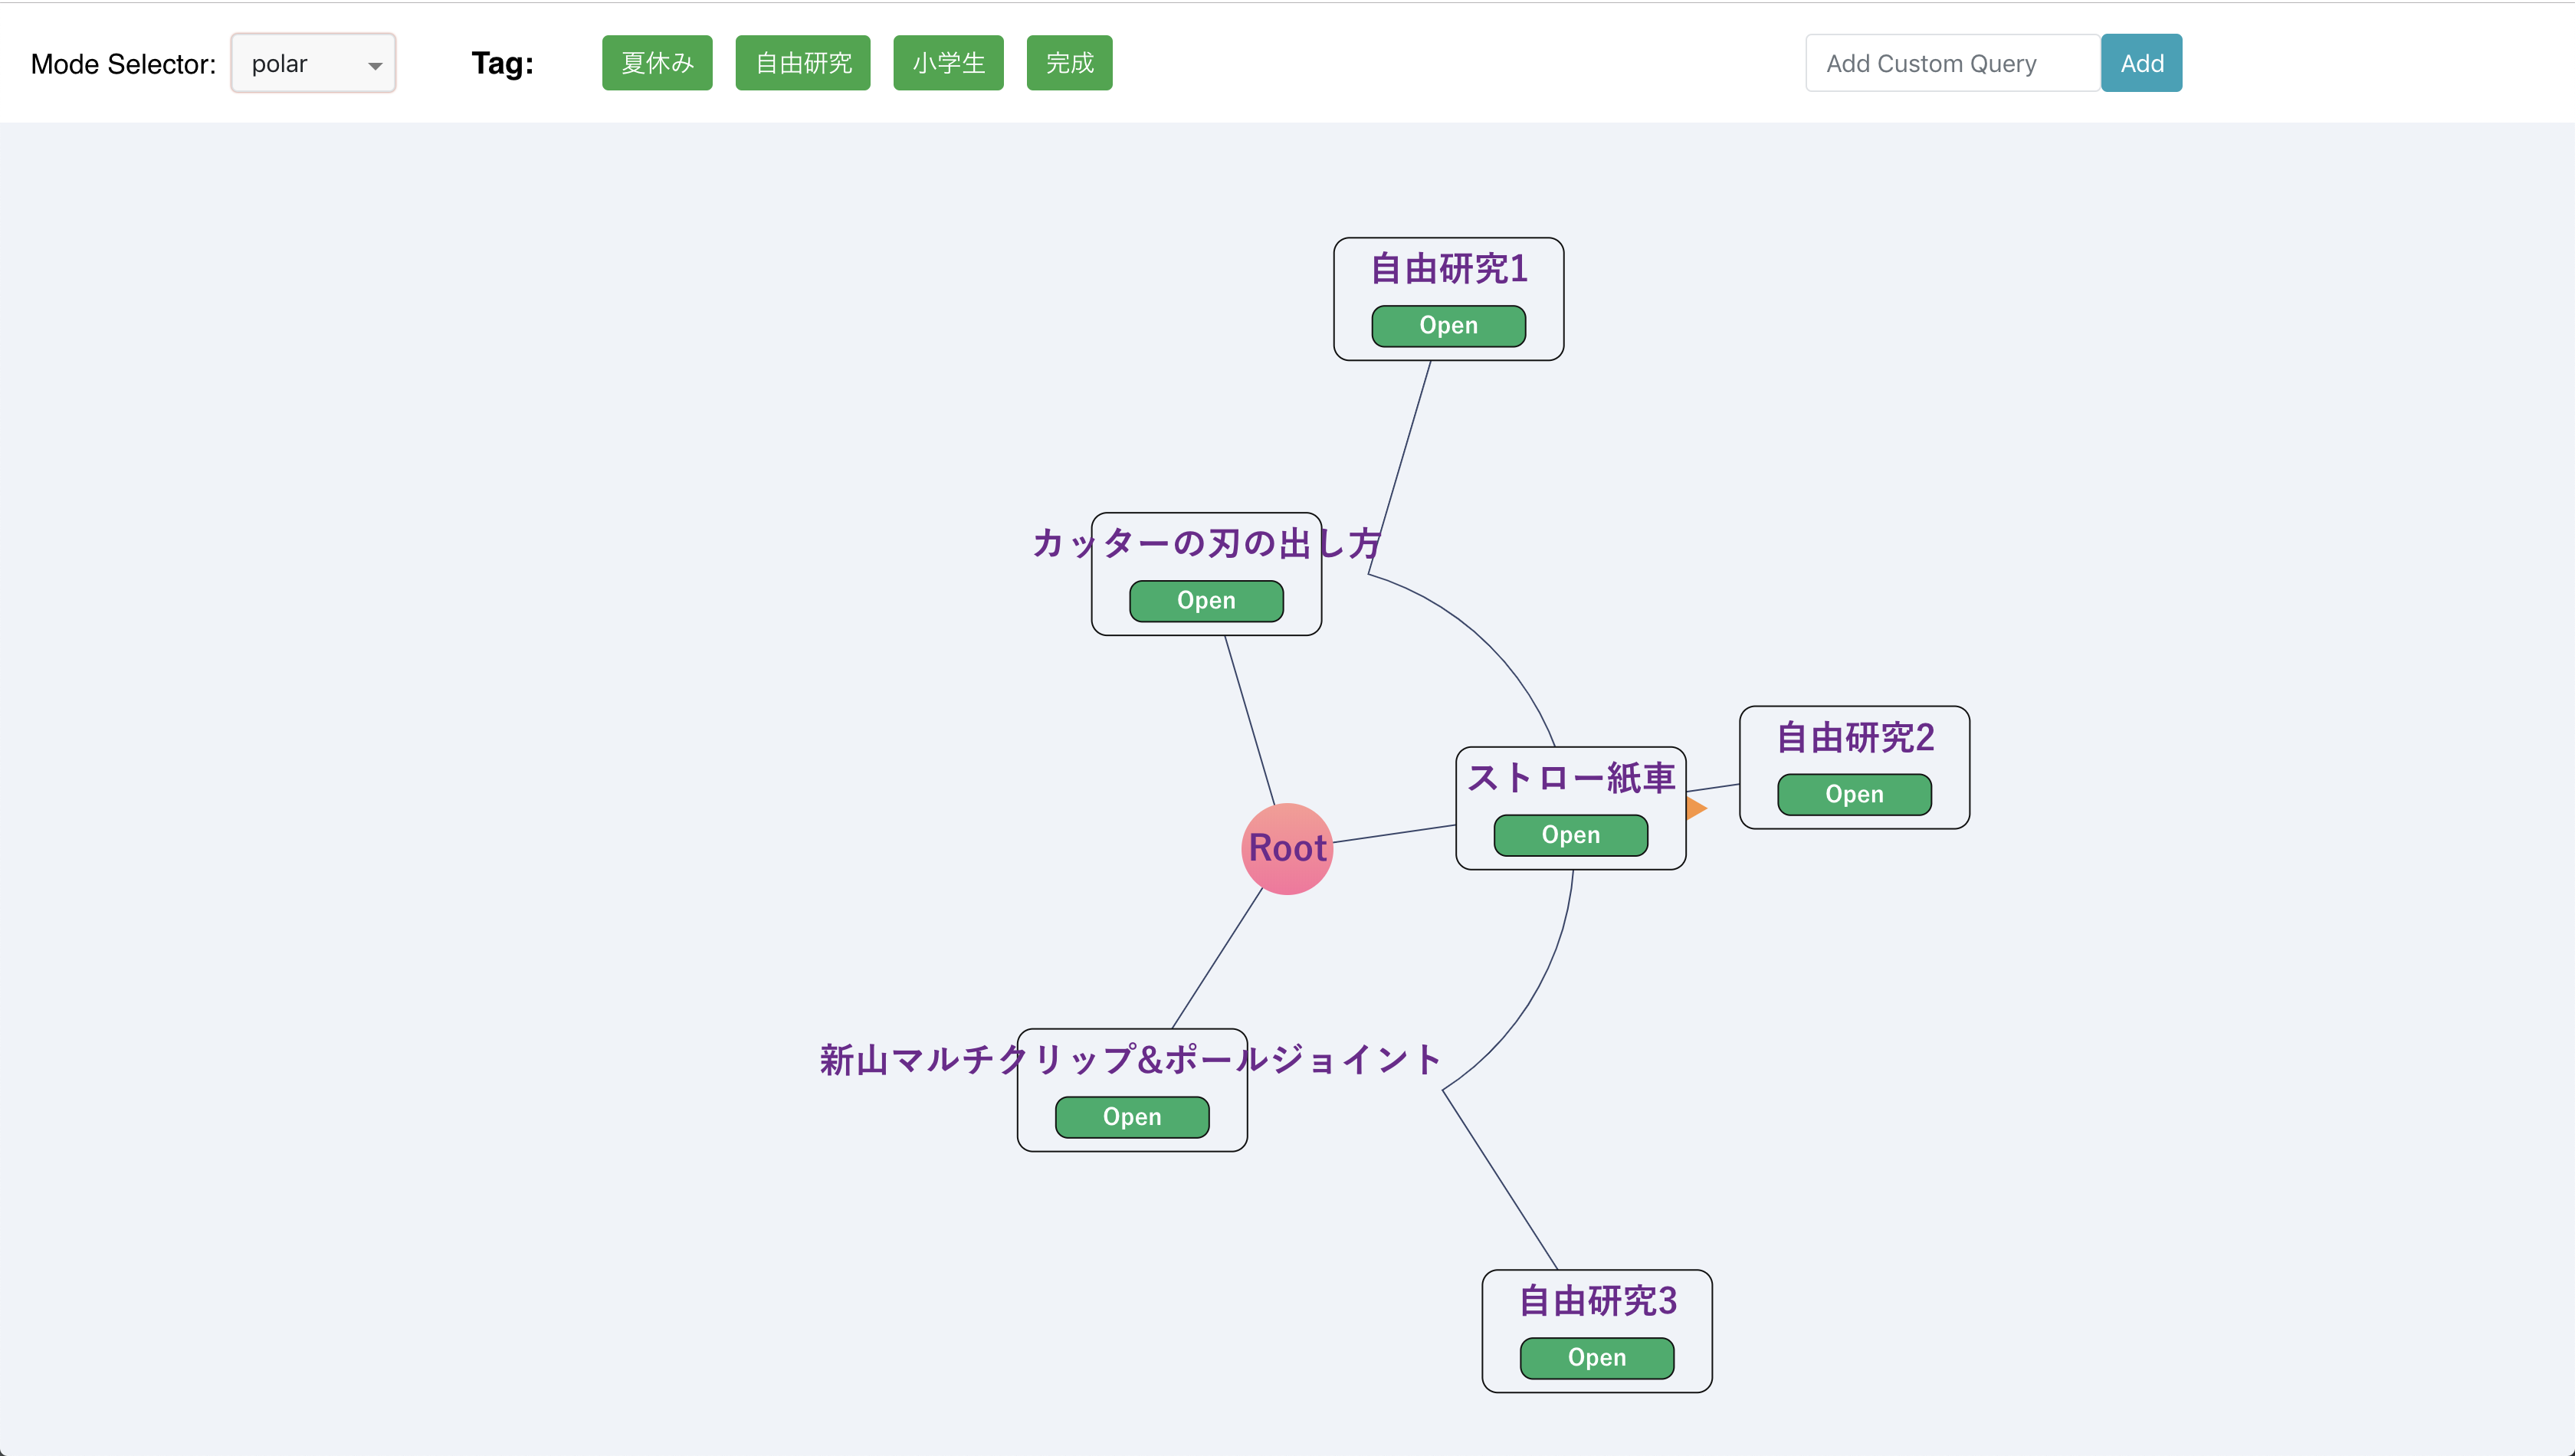 Mode Selector: polar Tag: 夏休み 自由研究 小学生 完成 Add Custom Query Add
自由研究1
Open
カッターの刃の出し方
Open
自由研究2
Open
ストロー紙車
Open
Root
新山マルチクリップ&ポールジョイント
Open
自由研究3
Open